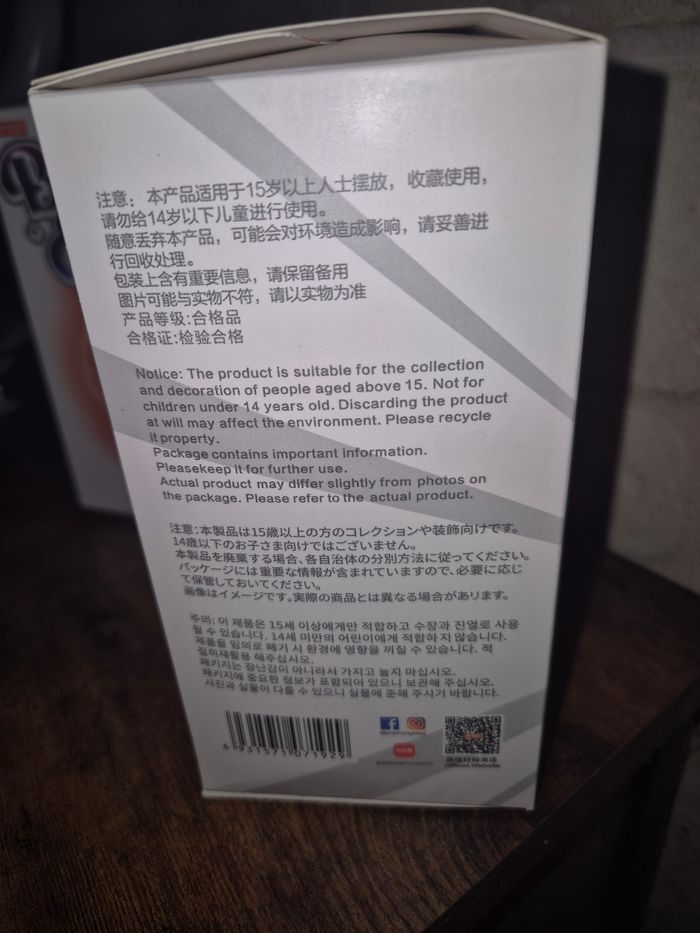 注意：本产品适用于15岁以上人士摆放，收藏使用，
请勿给14岁以下儿童进行使用。
随意丢弃本产品，可能会对环境造成影响，请妥善进
行回收处理。
包装上含有重要信息，请保留备用
图片可能与实物不符，请以实物为准
产品等级:合格品
合格证:检验合格
Notice: The product is suitable for the collection
and decoration of people aged above 15. Not for
children under 14 years old. Discarding the product
at will may affect the environment. Please recycle
it property.
Package contains important information.
Pleasekeep it for further use.
Actual product may differ slightly from photos on
the package. Please refer to the actual product.
注意:本製品は15歳以上の方のコレクションや装飾向けです。
14歳以下のお子さま向けではございません。
本製品を廃棄する場合、各自治体の分別方法に従ってください。
パッケージには重要な情報が含まれていますので、必要に応じ
て保管しておいてください。
画像はイメージです。実際の商品とは異なる場合があります。
주의: 이 제품은 15세 이상에게만 적합하고 수장과 진열로 사용
될 수 있습니다. 14세 미만의 어린이에게 적합하지 않습니다.
제품을 임의로 폐기 시 환경에 영향을 끼칠 수 있습니다. 적
절히재활용 해주십시오.
패키지는 장난감이 아니라서 가지고 놀지 마십시오.
패키지에 중요한 정보가 포함되어 있으니 보관해 주십시오.
사진과 실물이 다를 수 있으니 실물에 준해 주시기 바랍니다.
6 931571 071929
小红书
Official Website